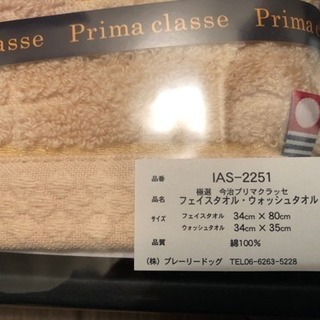 classe Prima classe
品番 IAS-2251
極選 今治プリマクラッセ
品名 フェイスタオル・ウォッシュタオル
サイズ フェイスタオル 34cm × 80cm
ウォッシュタオル 34cm × 35cm
品質 綿100%
(株) プレーリードッグ TEL06-6263-5228